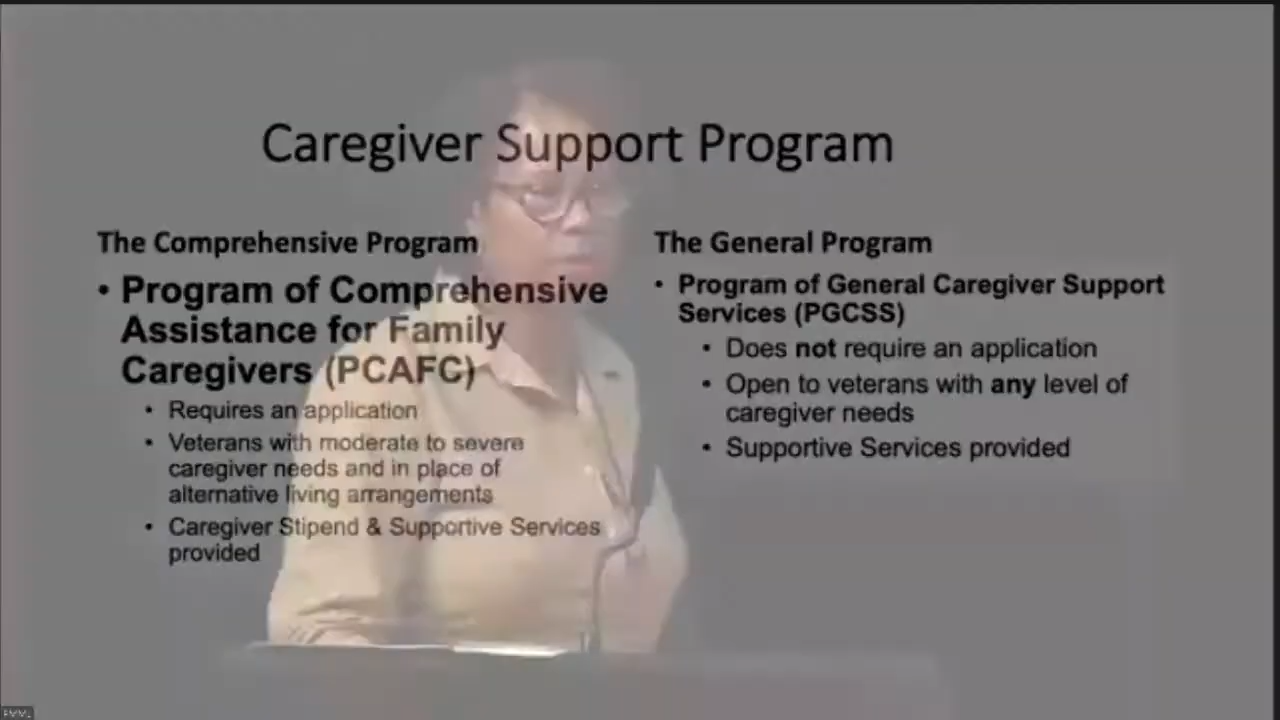 Caregiver Support Program
The Comprehensive Program
• Program of Comprehensive
Assistance for Family
Caregivers (PCAFC)
• Requires an application
• Veterans with moderate to severe
caregiver needs and in place of
alternative living arrangements
• Caregiver Stipend & Supportive Services
provided
The General Program
• Program of General Caregiver Support
Services (PGCSS)
• Does not require an application
• Open to veterans with any level of
caregiver needs
• Supportive Services provided